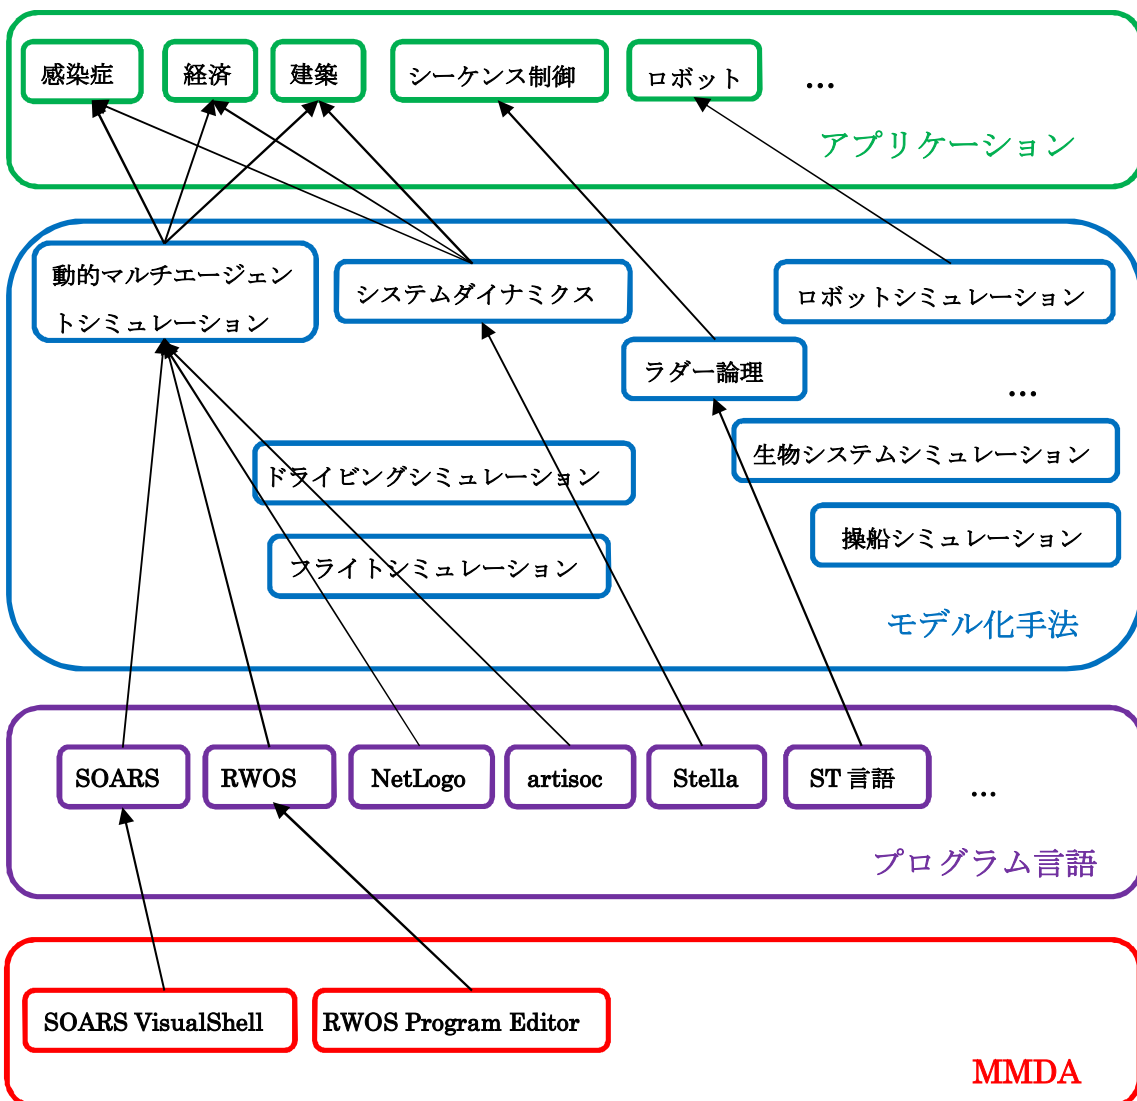 感染症
経済
建築
シーケンス制御
ロボット
…
アプリケーション
動的マルチエージェン
トシミュレーション
システムダイナミクス
ロボットシミュレーション
ラダー論理
…
ドライビングシミュレーション
生物システムシミュレーション
フライトシミュレーション
操船シミュレーション
モデル化手法
SOARS
RWOS
NetLogo
artisoc
Stella
ST 言語
…
プログラム言語
SOARS VisualShell
RWOS Program Editor
MMDA